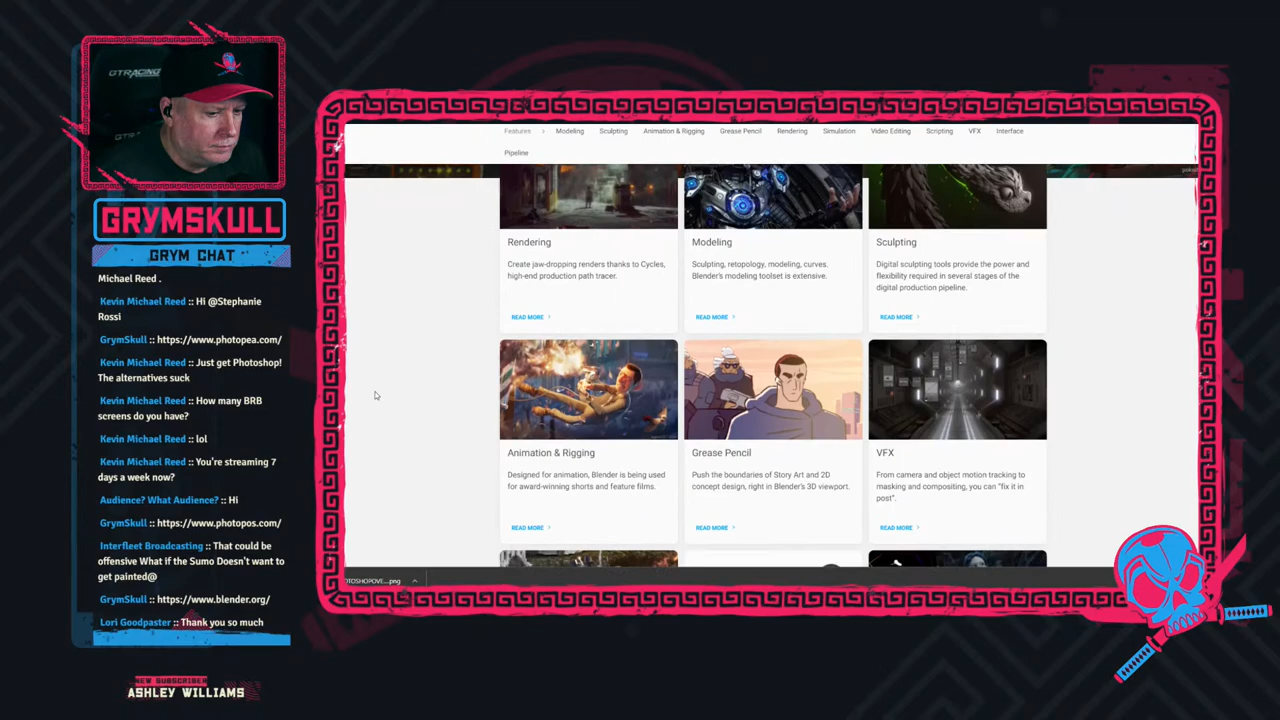 GTRACING
GTR
GRYMSKULL
GRYM CHAT
Michael Reed .
Kevin Michael Reed :: Hi @Stephanie
Rossi
GrymSkull :: https://www.photopea.com/
Kevin Michael Reed :: Just get Photoshop!
The alternatives suck
Kevin Michael Reed :: How many BRB
screens do you have?
Kevin Michael Reed :: lol
Kevin Michael Reed :: You're streaming 7
days a week now?
Audience? What Audience? :: Hi
GrymSkull :: https://www.photopos.com/
Interfleet Broadcasting :: That could be
offensive What if the Sumo Doesn't want to
get painted@
GrymSkull :: https://www.blender.org/
Lori Goodpaster :: Thank you so much
NEW SUBSCRIBER
ASHLEY WILLIAMS
Features › Modeling Sculpting Animation & Rigging Grease Pencil Rendering Simulation Video Editing Scripting VFX Interface
Pipeline
Rendering
Create jaw-dropping renders thanks to Cycles,
high-end production path tracer.
READ MORE ›
Modeling
Sculpting, retopology, modeling, curves.
Blender's modeling toolset is extensive.
READ MORE ›
Sculpting
Digital sculpting tools provide the power and
flexibility required in several stages of the
digital production pipeline.
READ MORE ›
Animation & Rigging
Designed for animation, Blender is being used
for award-winning shorts and feature films.
READ MORE ›
Grease Pencil
Push the boundaries of Story Art and 2D
concept design, right in Blender's 3D viewport.
READ MORE ›
VFX
From camera and object motion tracking to
masking and compositing, you can "fix it in
post".
READ MORE ›
OTOSHOPOVE....png